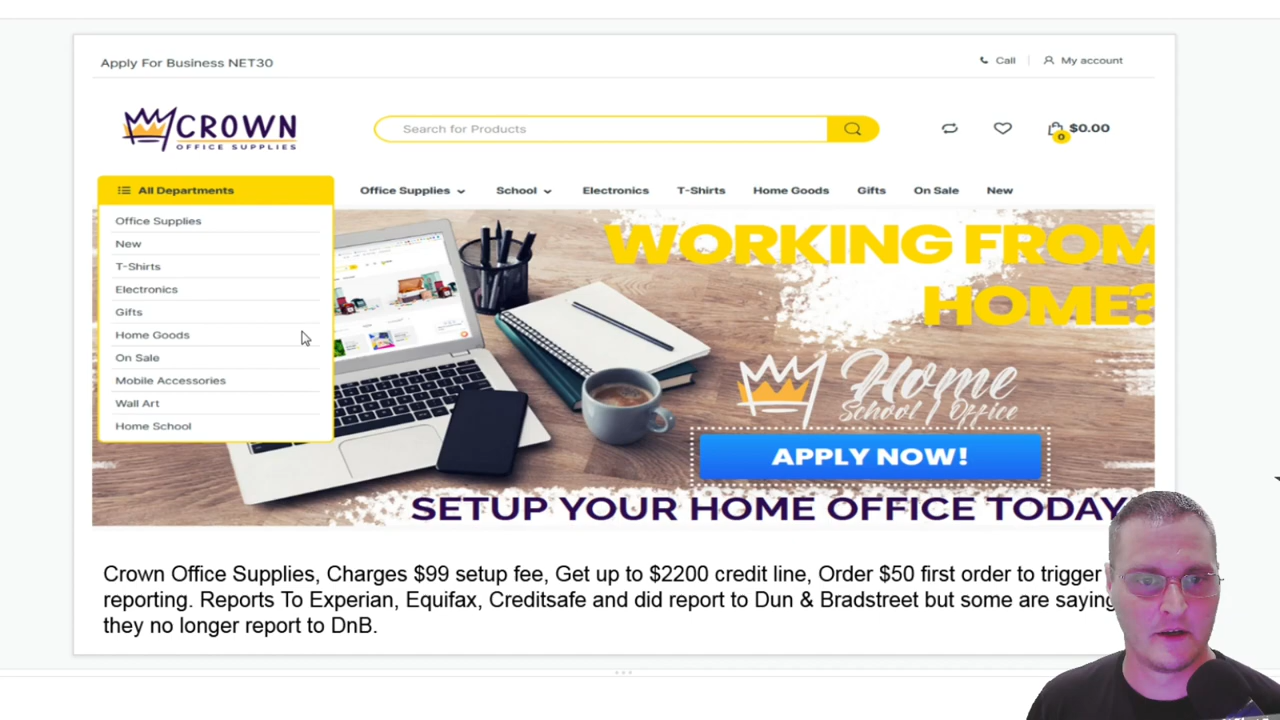 Apply For Business NET30
Call
My account
CROWN
OFFICE SUPPLIES
Search for Products
0
$0.00
All Departments
Office Supplies
School
Electronics
T-Shirts
Home Goods
Gifts
On Sale
New
Office Supplies
New
T-Shirts
Electronics
Gifts
Home Goods
On Sale
Mobile Accessories
Wall Art
Home School
WORKING FROM
HOME?
Home
School / Office
APPLY NOW!
SETUP YOUR HOME OFFICE TODAY
Crown Office Supplies, Charges $99 setup fee, Get up to $2200 credit line, Order $50 first order to trigger
reporting. Reports To Experian, Equifax, Creditsafe and did report to Dun & Bradstreet but some are saying
they no longer report to DnB.